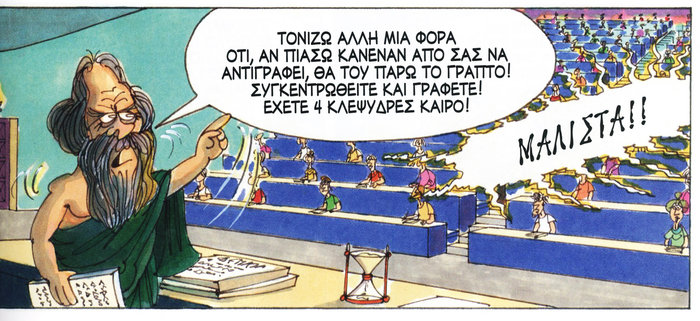 ΤΟΝΙΖΩ ΑΛΛΗ ΜΙΑ ΦΟΡΑ
ΟΤΙ, ΑΝ ΠΙΑΣΩ ΚΑΝΕΝΑΝ ΑΠΟ ΣΑΣ ΝΑ
ΑΝΤΙΓΡΑΦΕΙ, ΘΑ ΤΟΥ ΠΑΡΩ ΤΟ ΓΡΑΠΤΟ!
ΣΥΓΚΕΝΤΡΩΘΕΙΤΕ ΚΑΙ ΓΡΑΦΕΤΕ!
ΕΧΕΤΕ 4 ΚΛΕΨΥΔΡΕΣ ΚΑΙΡΟ!
ΜΑΛΙΣΤΑ!!